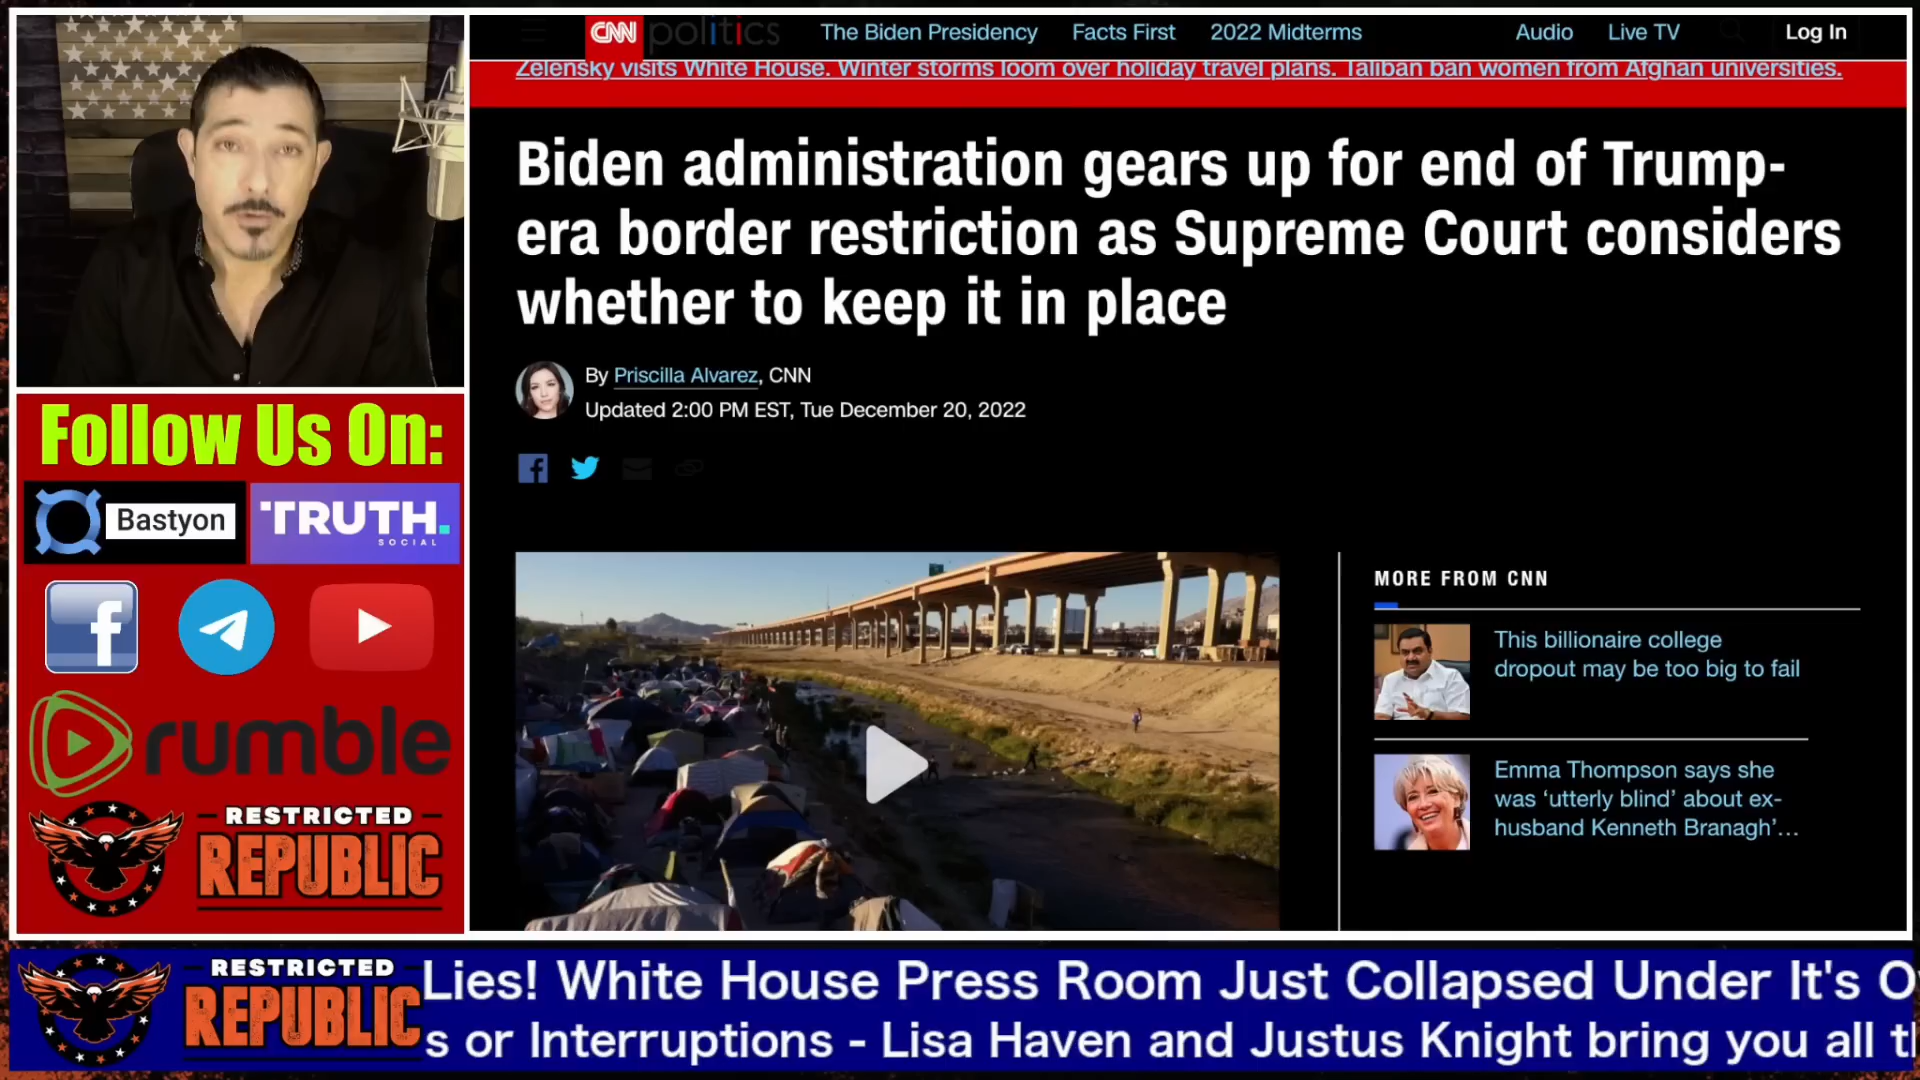 CNN politics The Biden Presidency Facts First 2022 Midterms Audio Live TV Log In
Zelensky visits White House. Winter storms loom over holiday travel plans. Taliban ban women from Afghan universities.
Biden administration gears up for end of Trump-
era border restriction as Supreme Court considers
whether to keep it in place
By Priscilla Alvarez, CNN
Updated 2:00 PM EST, Tue December 20, 2022
MORE FROM CNN
This billionaire college
dropout may be too big to fail
Emma Thompson says she
was ‘utterly blind’ about ex-
husband Kenneth Branagh’...
Follow Us On:
Bastyon
TRUTH.
SOCIAL
f
rumble
RESTRICTED
REPUBLIC
RESTRICTED
REPUBLIC
Lies! White House Press Room Just Collapsed Under It's O
s or Interruptions - Lisa Haven and Justus Knight bring you all t